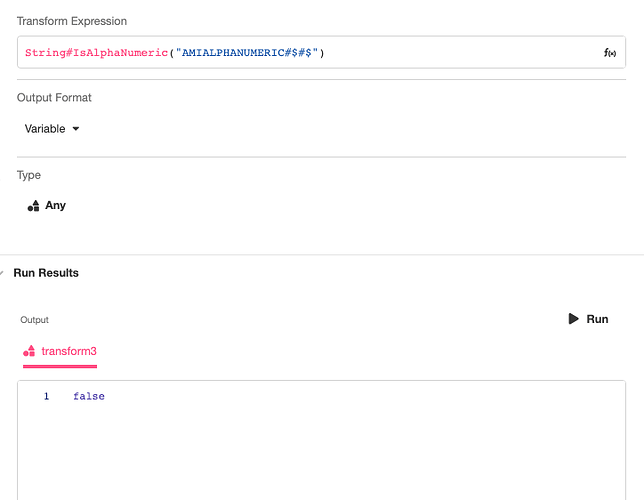 Transform Expression
String#IsAlphaNumeric("AMIALPHANUMERIC#$#$") f(x)
Output Format
Variable
Type
Any
Run Results
Output Run
transform3
1 false